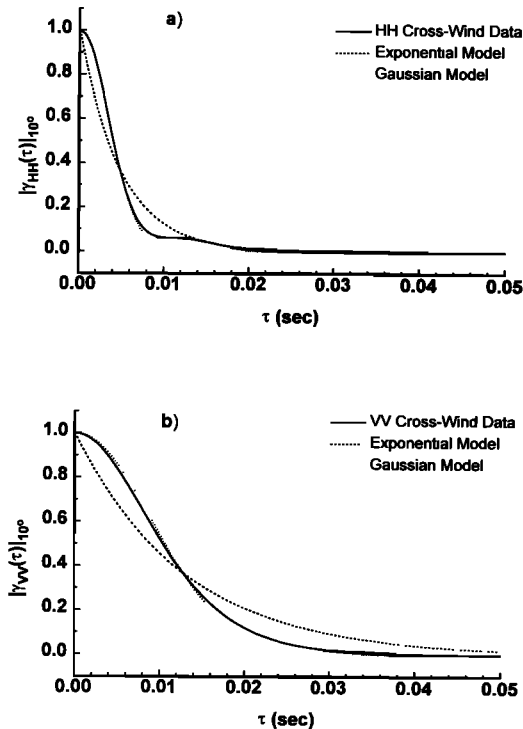 a)
HH Cross-Wind Data
Exponential Model
Gaussian Model
|γHH(τ)|10º
1.0
0.8
0.6
0.4
0.2
0.0
0.00 0.01 0.02 0.03 0.04 0.05
τ (sec)
b)
VV Cross-Wind Data
Exponential Model
Gaussian Model
|γVV(τ)|10º
1.0
0.8
0.6
0.4
0.2
0.0
0.00 0.01 0.02 0.03 0.04 0.05
τ (sec)